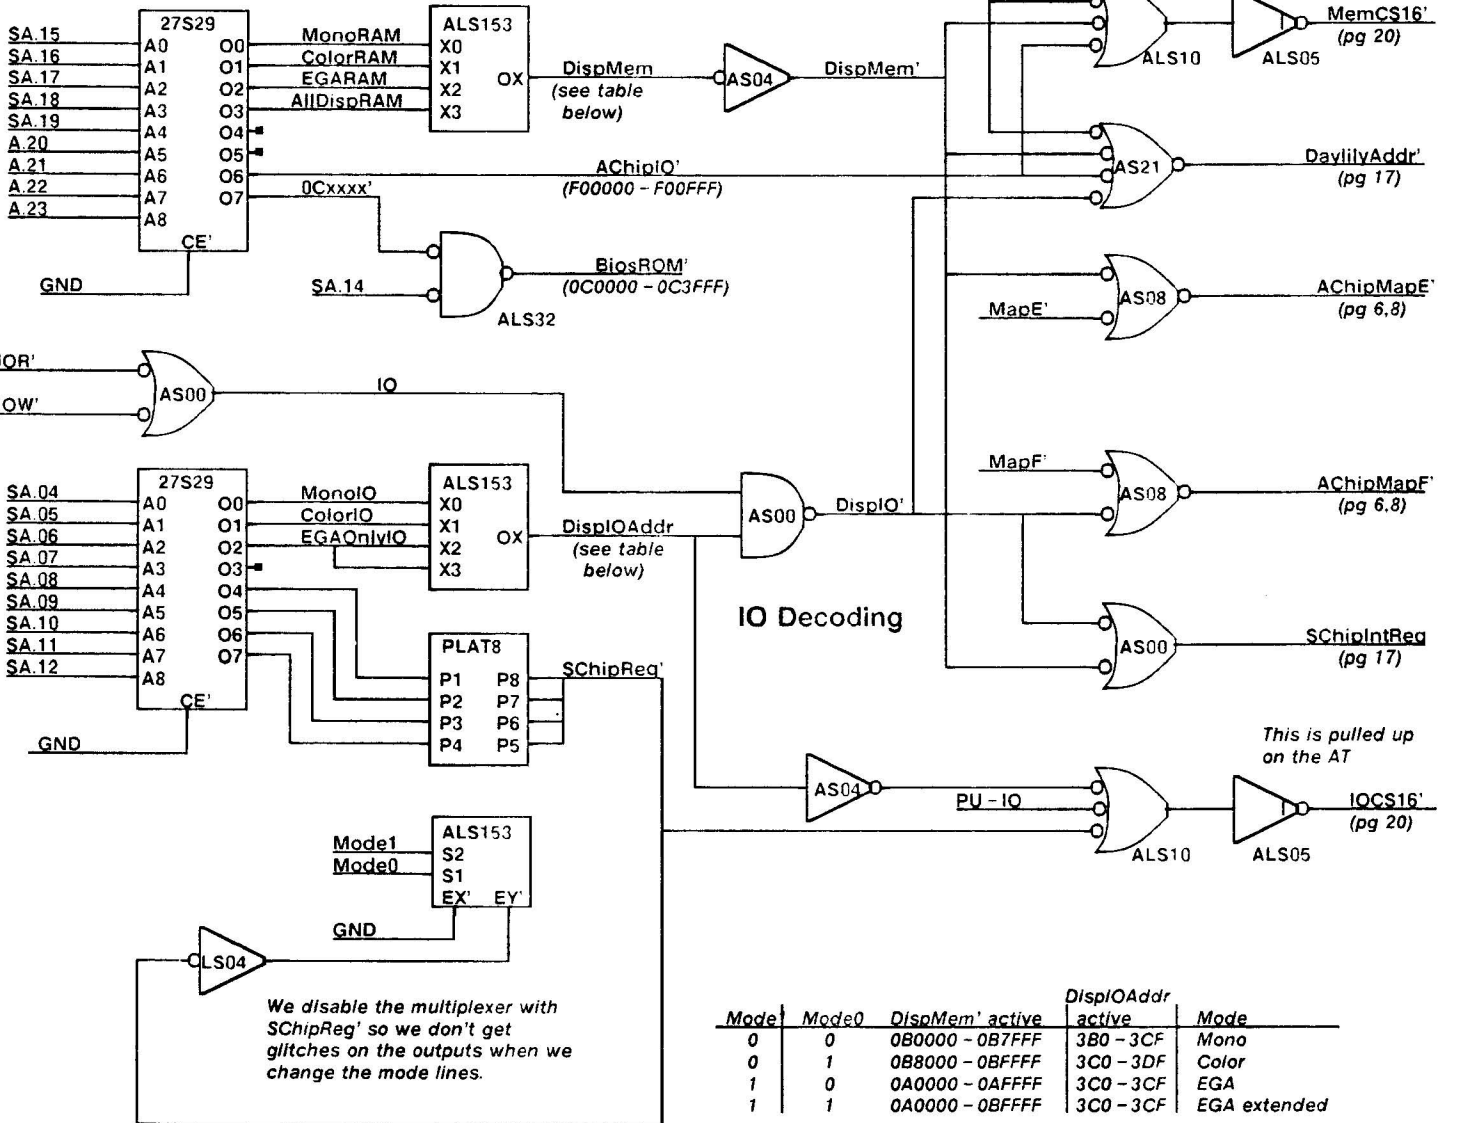 27S29
SA.15 A0 O0 MonoRAM X0
SA.16 A1 O1 ColorRAM X1
SA.17 A2 O2 EGARAM X2
SA.18 A3 O3 AllDispRAM X3
SA.19 A4 O4
A.20 A5 O5
A.21 A6 O6
A.22 A7 O7 0Cxxxx'
A.23 A8
CE'
GND
ALS153
OX
DispMem
(see table
below)
AS04
DispMem'
AChipIO'
(F00000 - F00FFF)
SA.14
ALS32
BiosROM'
(0C0000 - 0C3FFF)
ALS10
ALS05
MemCS16'
(pg 20)
AS21
DaylilyAddr'
(pg 17)
MapE'
AS08
AChipMapE'
(pg 6,8)
IOR'
OW'
AS00
IO
27S29
SA.04 A0 O0 MonoIO X0
SA.05 A1 O1 ColorIO X1
SA.06 A2 O2 EGAOnlyIO X2
SA.07 A3 O3 X3
SA.08 A4 O4
SA.09 A5 O5
SA.10 A6 O6
SA.11 A7 O7
SA.12 A8
CE'
GND
ALS153
OX
DispIOAddr
(see table
below)
AS00
DispIO'
IO Decoding
MapF'
AS08
AChipMapF'
(pg 6,8)
AS00
SChipIntReq
(pg 17)
PLAT8
P1 P8
P2 P7
P3 P6
P4 P5
SChipReg'
This is pulled up
on the AT
AS04
PU - IO
ALS10
ALS05
IOCS16'
(pg 20)
ALS153
Mode1 S2
Mode0 S1
EX' EY'
GND
LS04
We disable the multiplexer with
SChipReg' so we don't get
glitches on the outputs when we
change the mode lines.
DispIOAddr
Mode Mode0 DispMem' active active Mode
0 0 0B0000 - 0B7FFF 3B0 - 3CF Mono
0 1 0B8000 - 0BFFFF 3C0 - 3DF Color
1 0 0A0000 - 0AFFFF 3C0 - 3CF EGA
1 1 0A0000 - 0BFFFF 3C0 - 3CF EGA extended